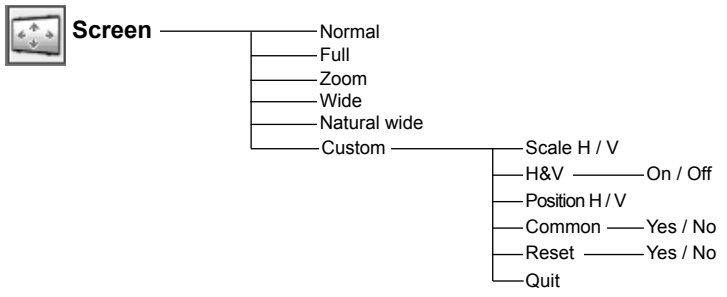 Screen
Normal
Full
Zoom
Wide
Natural wide
Custom
Scale H / V
H&V On / Off
Position H / V
Common Yes / No
Reset Yes / No
Quit